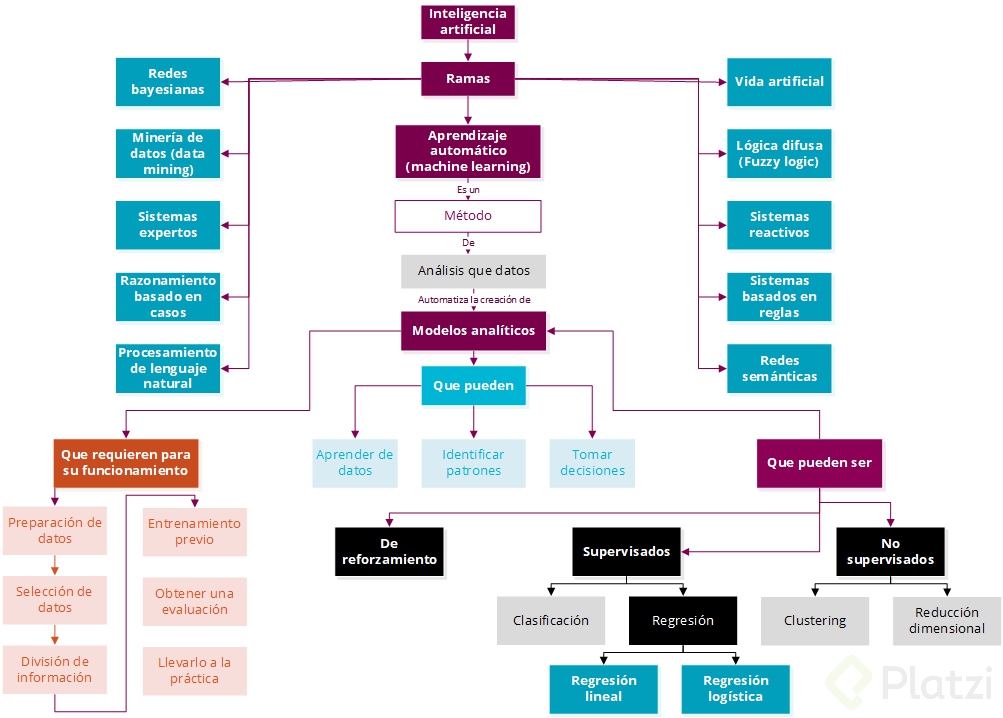 Inteligencia
artificial
Ramas
Redes
bayesianas
Vida artificial
Aprendizaje
automático
(machine learning)
Minería de
datos (data
mining)
Lógica difusa
(Fuzzy logic)
Es un
Método
Sistemas
expertos
Sistemas
reactivos
De
Análisis que datos
Razonamiento
basado en
casos
Sistemas
basados en
reglas
Automatiza la creación de
Modelos analíticos
Procesamiento
de lenguaje
natural
Redes
semánticas
Que pueden
Que requieren para
su funcionamiento
Aprender de
datos
Identificar
patrones
Tomar
decisiones
Que pueden ser
Preparación de
datos
Entrenamiento
previo
De
reforzamiento
Supervisados
No
supervisados
Selección de
datos
Obtener una
evaluación
Clasificación
Regresión
Clustering
Reducción
dimensional
División de
información
Llevarlo a la
práctica
Regresión
lineal
Regresión
logística
Platzi